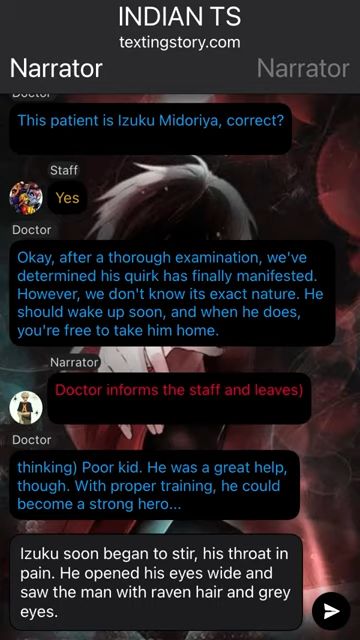 INDIAN TS
textingstory.com
Narrator
Narrator
Doctor
This patient is Izuku Midoriya, correct?
Staff
Yes
Doctor
Okay, after a thorough examination, we've
determined his quirk has finally manifested.
However, we don't know its exact nature. He
should wake up soon, and when he does,
you're free to take him home.
Narrator
Doctor informs the staff and leaves)
Doctor
thinking) Poor kid. He was a great help,
though. With proper training, he could
become a strong hero...
Izuku soon began to stir, his throat in
pain. He opened his eyes wide and
saw the man with raven hair and grey
eyes.